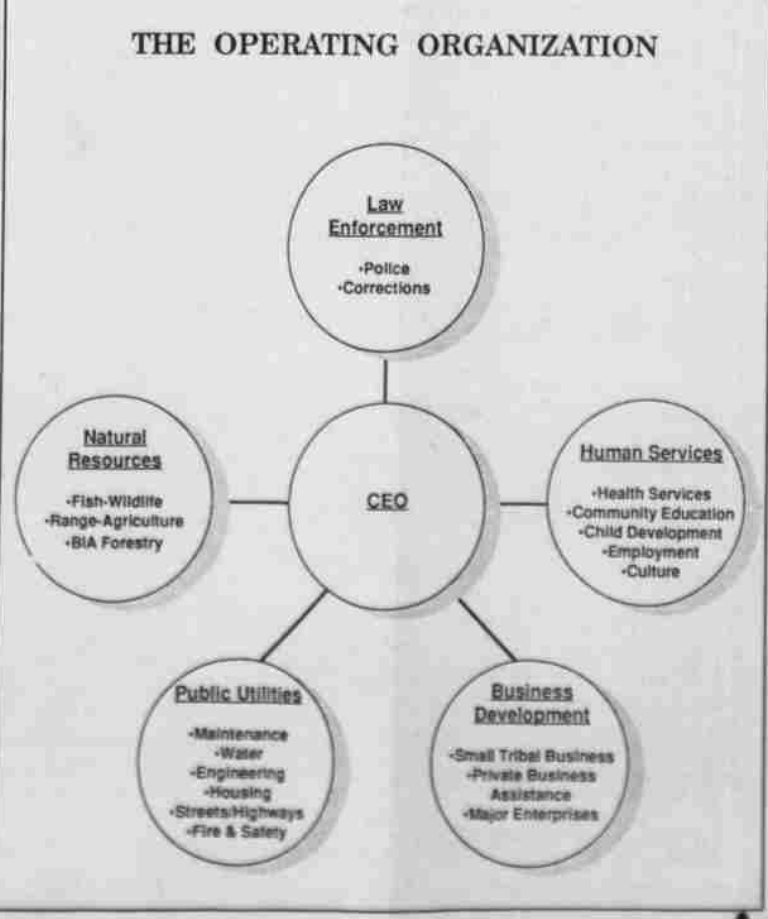 THE OPERATING ORGANIZATION
Law
Enforcement
•Police
•Corrections
Natural
Resources
•Fish-Wildlife
•Range-Agriculture
•BIA Forestry
CEO
Human Services
•Health Services
•Community Education
•Child Development
•Employment
•Culture
Public Utilities
•Maintenance
•Water
•Engineering
•Housing
•Streets/Highways
•Fire & Safety
Business
Development
•Small Tribal Business
•Private Business
Assistance
•Major Enterprises